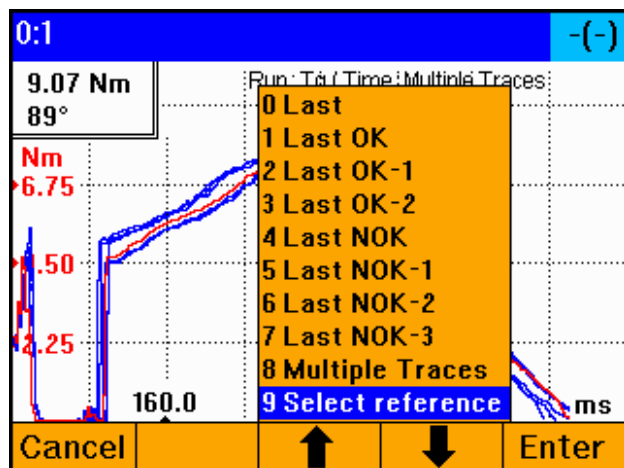 0:1 -(-)
9.07 Nm
89°
Run: Tq / Time: Multiple Traces
Nm
6.75
4.50
2.25
160.0
ms
0 Last
1 Last OK
2 Last OK-1
3 Last OK-2
4 Last NOK
5 Last NOK-1
6 Last NOK-2
7 Last NOK-3
8 Multiple Traces
9 Select reference
Cancel Enter